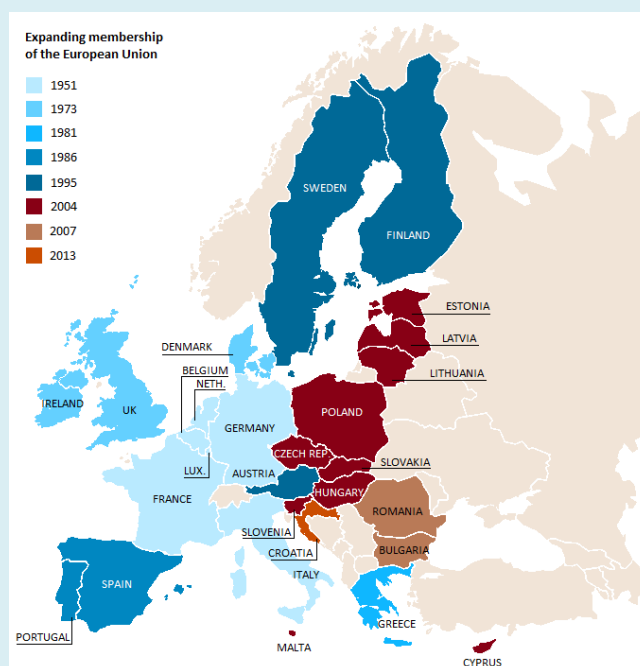 Expanding membership
of the European Union
1951
1973
1981
1986
1995
2004
2007
2013
SWEDEN
FINLAND
ESTONIA
LATVIA
LITHUANIA
DENMARK
BELGIUM
NETH.
IRELAND
UK
POLAND
GERMANY
CZECH REP.
SLOVAKIA
LUX.
AUSTRIA
HUNGARY
FRANCE
ROMANIA
SLOVENIA
CROATIA
BULGARIA
ITALY
SPAIN
GREECE
PORTUGAL
MALTA
CYPRUS